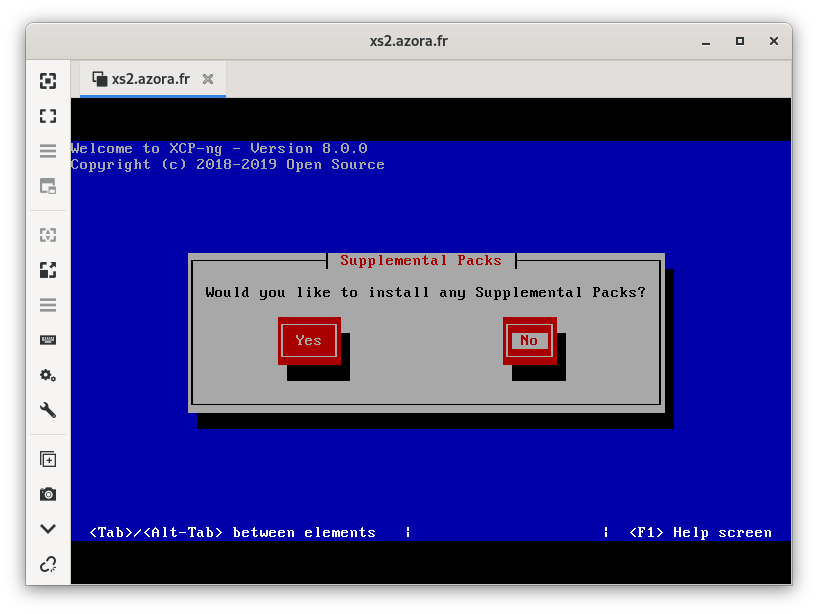 xs2.azora.fr
xs2.azora.fr
Welcome to XCP-ng - Version 8.0.0
Copyright (c) 2018-2019 Open Source
Supplemental Packs
Would you like to install any Supplemental Packs?
Yes No
<Tab>/<Alt-Tab> between elements | | <F1> Help screen